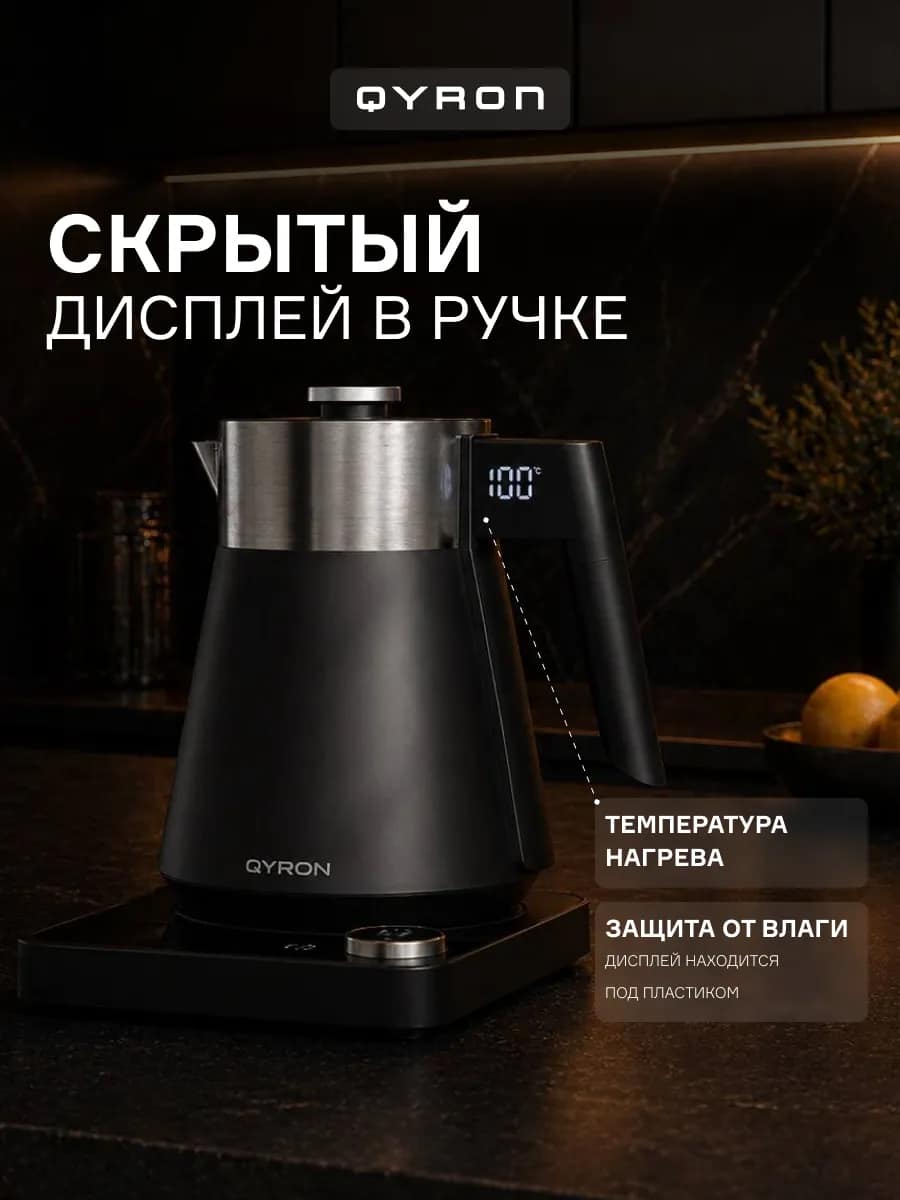 QYRON
СКРЫТЫЙ
ДИСПЛЕЙ В РУЧКЕ
100°C
QYRON
ТЕМПЕРАТУРА
НАГРЕВА
ЗАЩИТА ОТ ВЛАГИ
ДИСПЛЕЙ НАХОДИТСЯ
ПОД ПЛАСТИКОМ